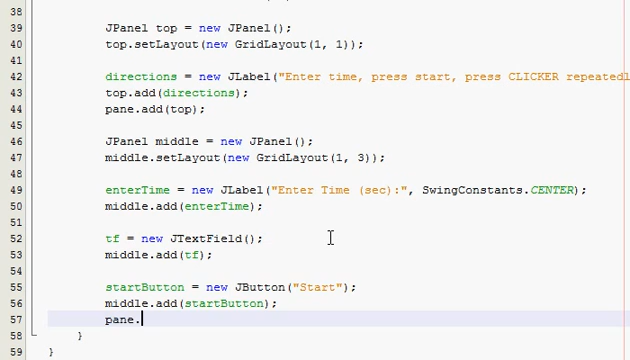 38
39 JPanel top = new JPanel();
40 top.setLayout(new GridLayout(1, 1));
41
42 directions = new JLabel("Enter time, press start, press CLICKER repeatedl
43 top.add(directions);
44 pane.add(top);
45
46 JPanel middle = new JPanel();
47 middle.setLayout(new GridLayout(1, 3));
48
49 enterTime = new JLabel("Enter Time (sec):", SwingConstants.CENTER);
50 middle.add(enterTime);
51
52 tf = new JTextField();
53 middle.add(tf);
54
55 startButton = new JButton("Start");
56 middle.add(startButton);
57 pane.
58 }
59 }